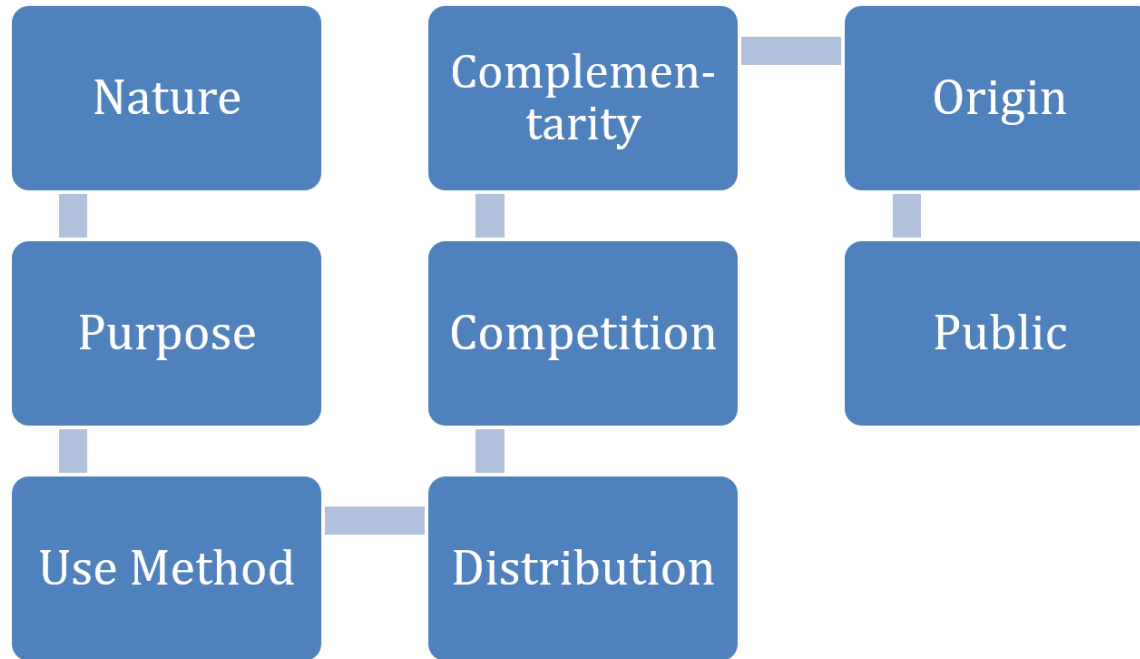 Nature
Purpose
Use Method
Distribution
Competition
Complemen-
tarity
Origin
Public